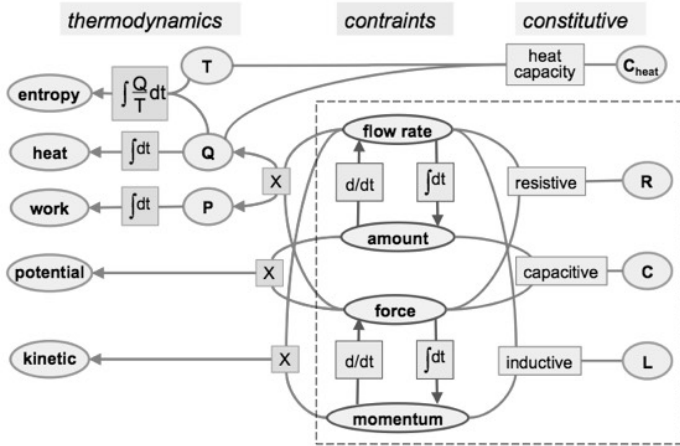 thermodynamics
contraints
constitutive
T
heat
capacity
C_heat
entropy
∫ Q/T dt
flow rate
heat
∫dt
Q
X
d/dt
∫dt
resistive
R
work
∫dt
P
amount
potential
X
capacitive
C
force
kinetic
X
d/dt
∫dt
inductive
L
momentum